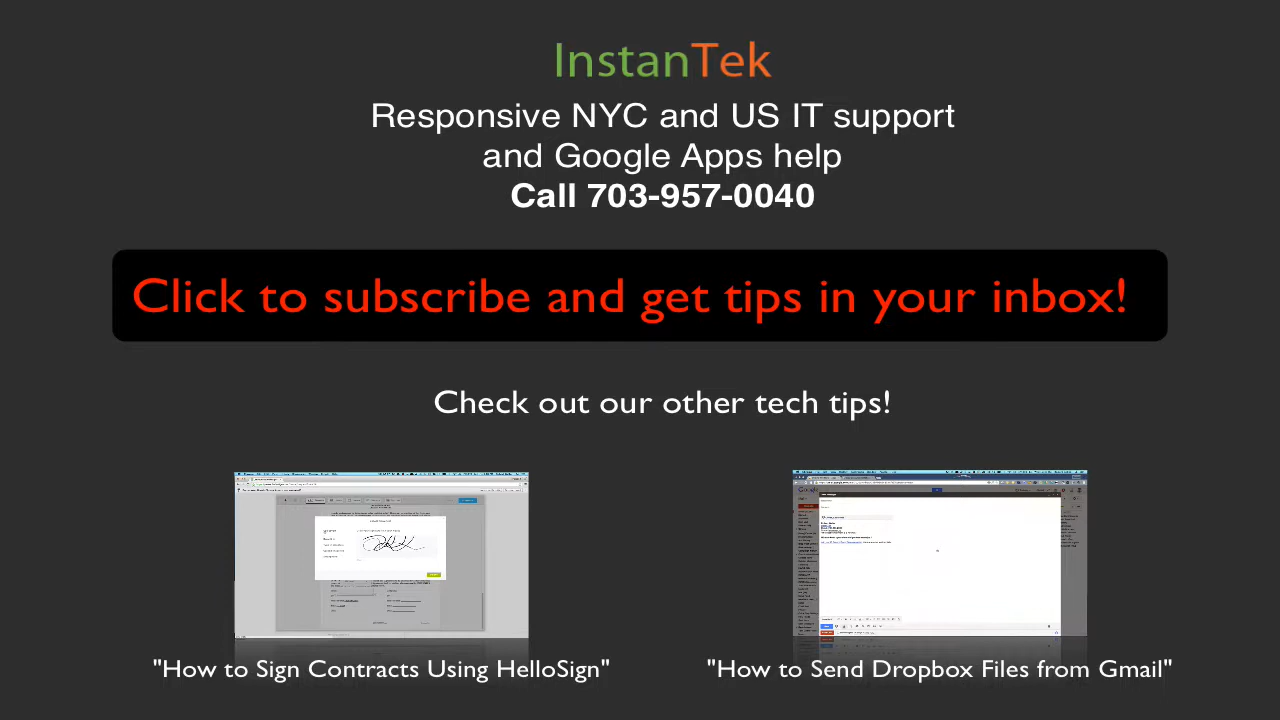 InstanTek
Responsive NYC and US IT support
and Google Apps help
Call 703-957-0040
Click to subscribe and get tips in your inbox!
Check out our other tech tips!
"How to Sign Contracts Using HelloSign"
"How to Send Dropbox Files from Gmail"